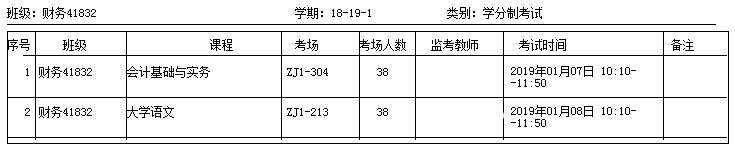 班级：财务41832 学期：18-19-1 类别：学分制考试
序号 班级 课程 考场 考场人数 监考教师 考试时间 备注
1 财务41832 会计基础与实务 ZJ1-304 38 2019年01月07日 10:10-
-11:50
2 财务41832 大学语文 ZJ1-213 38 2019年01月08日 10:10-
-11:50